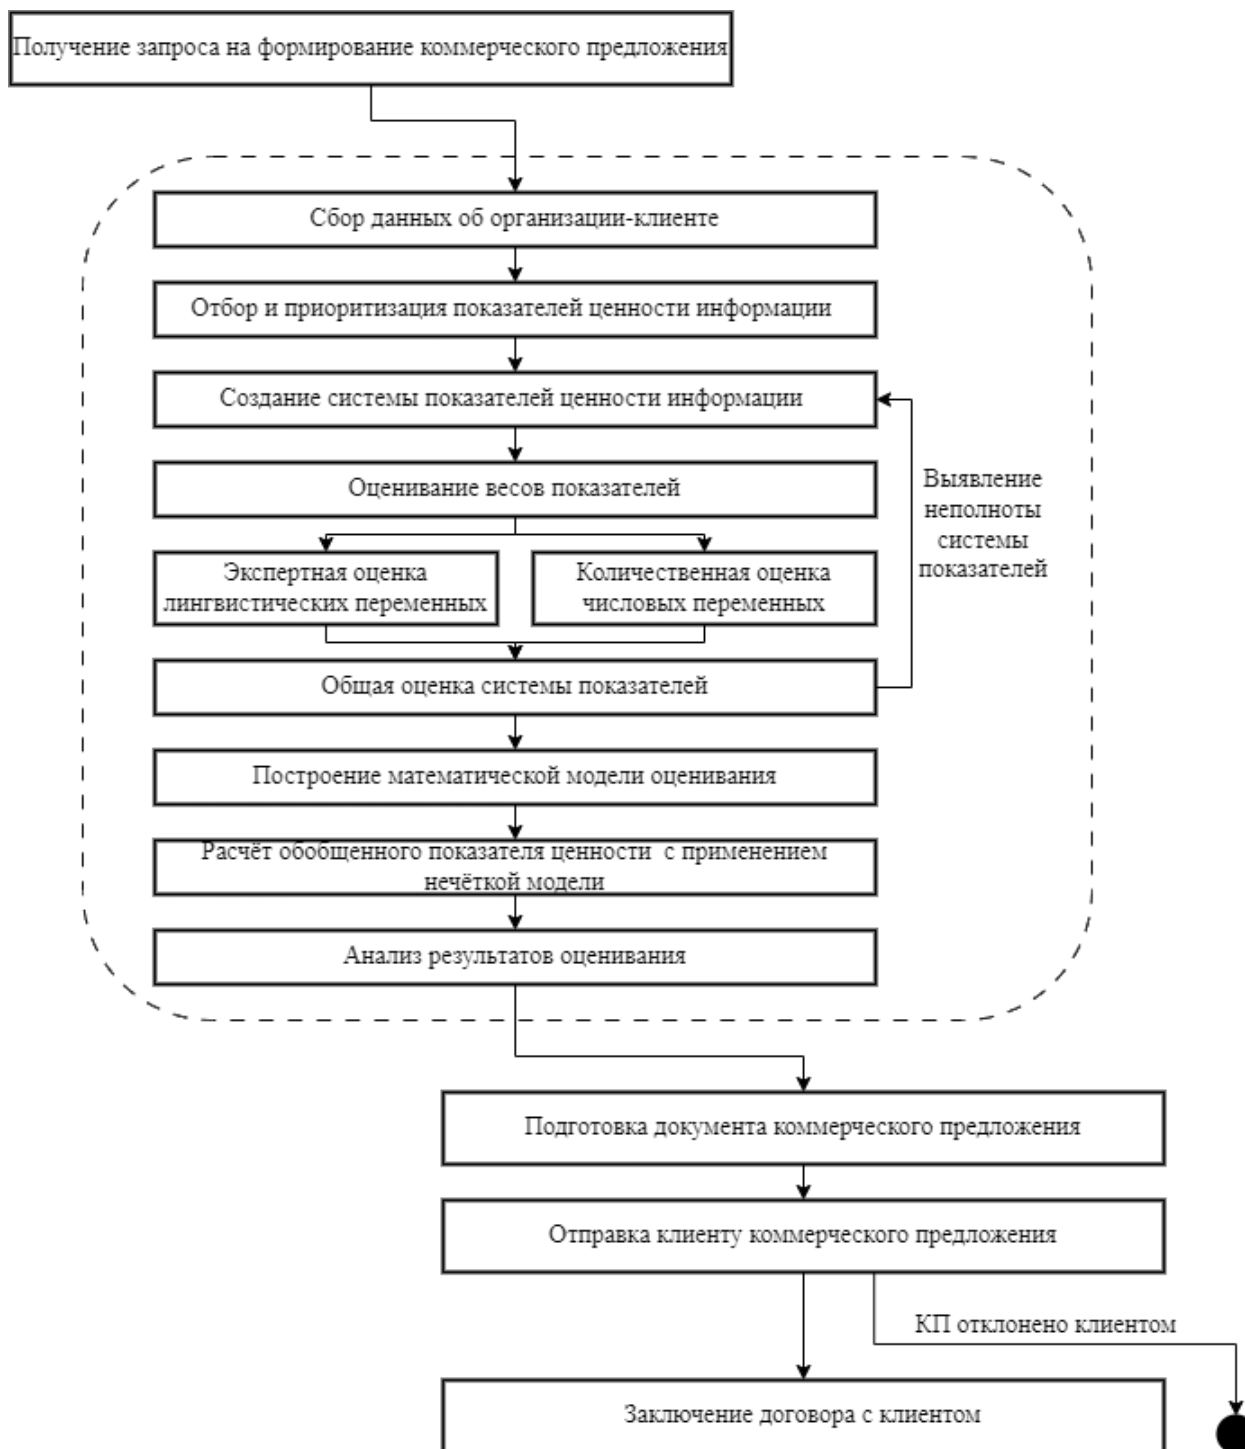 Получение запроса на формирование коммерческого предложения
Сбор данных об организации-клиенте
Отбор и приоритизация показателей ценности информации
Создание системы показателей ценности информации
Выявление
неполноты
системы
показателей
Оценивание весов показателей
Экспертная оценка
лингвистических переменных
Количественная оценка
числовых переменных
Общая оценка системы показателей
Построение математической модели оценивания
Расчёт обобщенного показателя ценности с применением
нечёткой модели
Анализ результатов оценивания
Подготовка документа коммерческого предложения
Отправка клиенту коммерческого предложения
КП отклонено клиентом
Заключение договора с клиентом